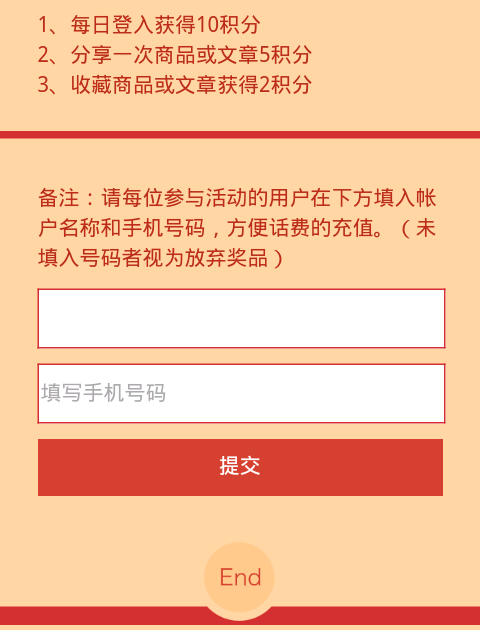 1、每日登入获得10积分
2、分享一次商品或文章5积分
3、收藏商品或文章获得2积分
备注：请每位参与活动的用户在下方填入帐
户名称和手机号码，方便话费的充值。（未
填入号码者视为放弃奖品）
填写手机号码
提交
End